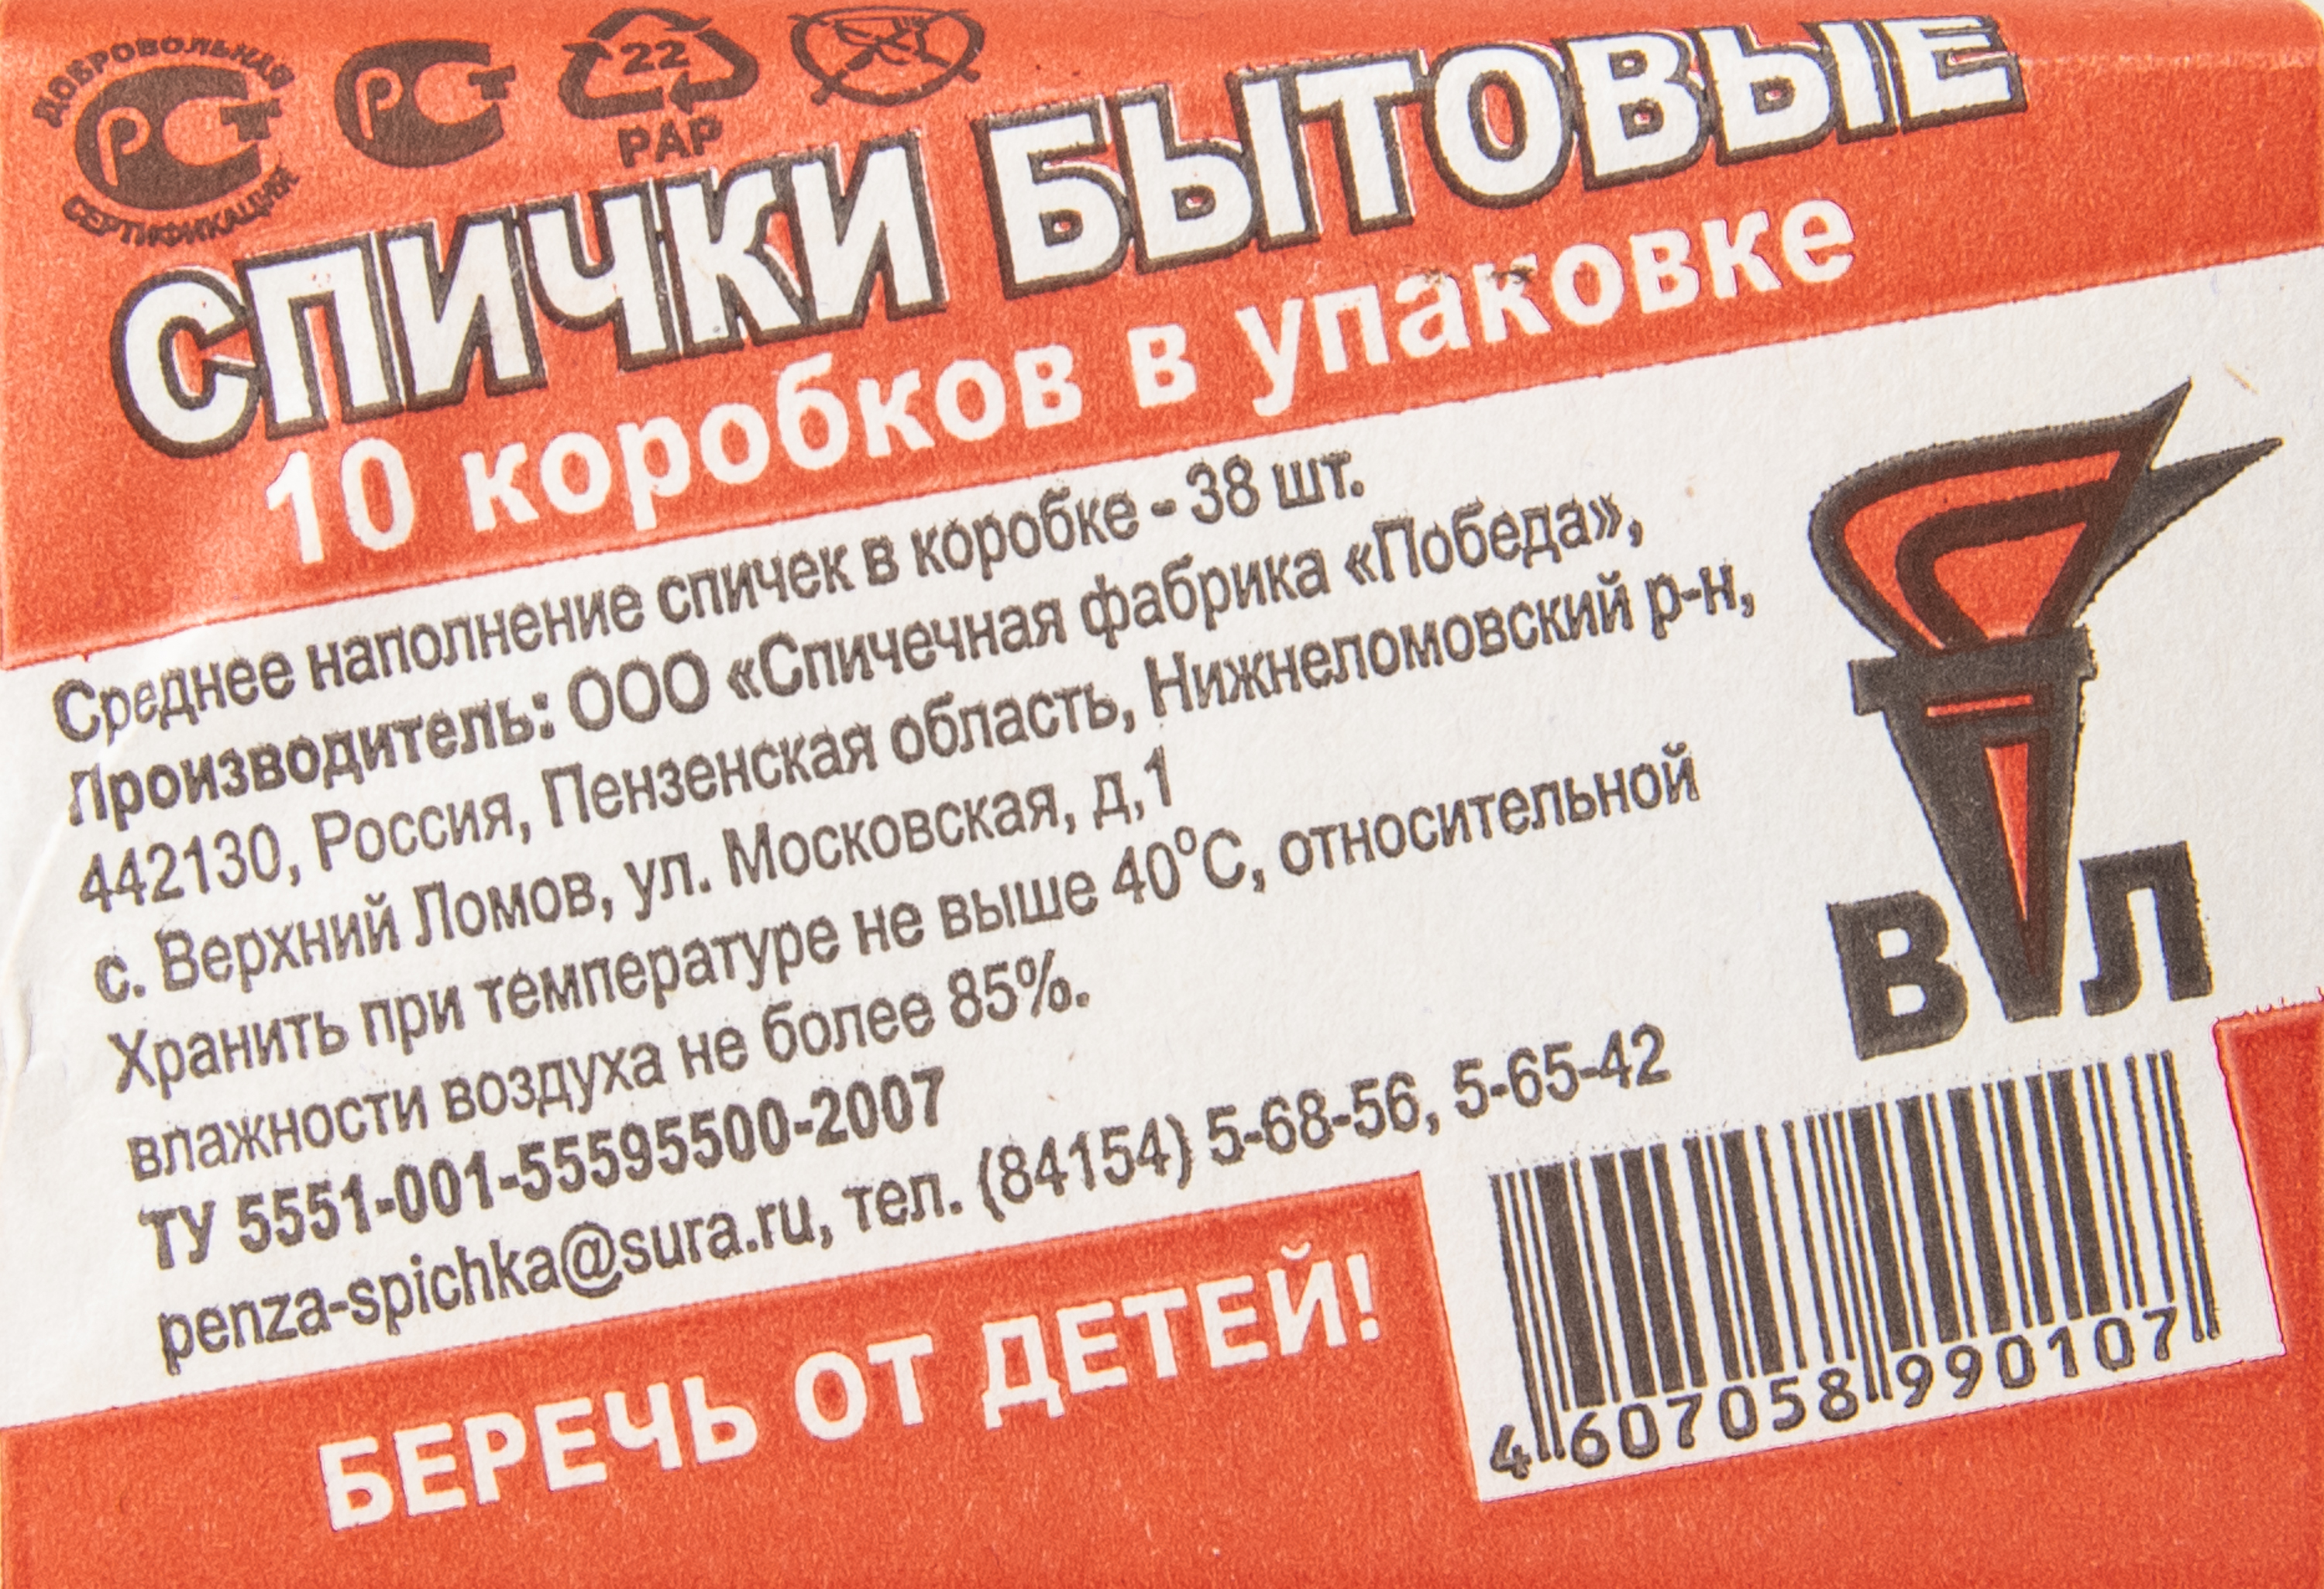 ДОБРОВОЛЬНАЯ
РСТ
СЕРТИФИКАЦИЯ
РСТ
22
PAP
СПИЧКИ БЫТОВЫЕ
10 коробков в упаковке
Среднее наполнение спичек в коробке - 38 шт.
Производитель: ООО «Спичечная фабрика «Победа»,
442130, Россия, Пензенская область, Нижнеломовский р-н,
с. Верхний Ломов, ул. Московская, д,1
Хранить при температуре не выше 40°С, относительной
влажности воздуха не более 85%.
ТУ 5551-001-55595500-2007
penza-spichka@sura.ru, тел. (84154) 5-68-56, 5-65-42
В Л
БЕРЕЧЬ ОТ ДЕТЕЙ!
4 607058 990107